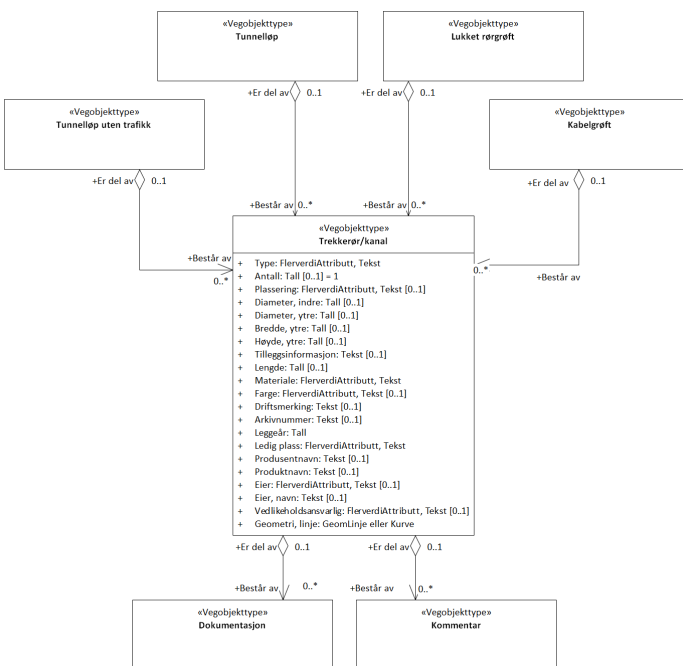 «Vegobjekttype»
Tunnelløp
«Vegobjekttype»
Lukket rørgrøft
+Er del av 0..1
+Er del av 0..1
«Vegobjekttype»
Tunnelløp uten trafikk
«Vegobjekttype»
Kabelgrøft
+Er del av 0..1
+Er del av 0..1
+Består av 0..*
+Består av 0..*
+Består av
0..*
0..*
+Består av
«Vegobjekttype»
Trekkerør/kanal
+ Type: FlerverdiAttributt, Tekst
+ Antall: Tall [0..1] = 1
+ Plassering: FlerverdiAttributt, Tekst [0..1]
+ Diameter, indre: Tall [0..1]
+ Diameter, ytre: Tall [0..1]
+ Bredde, ytre: Tall [0..1]
+ Høyde, ytre: Tall [0..1]
+ Tilleggsinformasjon: Tekst [0..1]
+ Lengde: Tall [0..1]
+ Materiale: FlerverdiAttributt, Tekst
+ Farge: FlerverdiAttributt, Tekst [0..1]
+ Driftsmerking: Tekst [0..1]
+ Arkivnummer: Tekst [0..1]
+ Leggeår: Tall
+ Ledig plass: FlerverdiAttributt, Tekst
+ Produsentnavn: Tekst [0..1]
+ Produktnavn: Tekst [0..1]
+ Eier: FlerverdiAttributt, Tekst [0..1]
+ Eier, navn: Tekst [0..1]
+ Vedlikeholdsansvarlig: FlerverdiAttributt, Tekst [0..1]
+ Geometri, linje: GeomLinje eller Kurve
+Er del av 0..1
+Er del av 0..1
+Består av 0..*
+Består av 0..*
«Vegobjekttype»
Dokumentasjon
«Vegobjekttype»
Kommentar